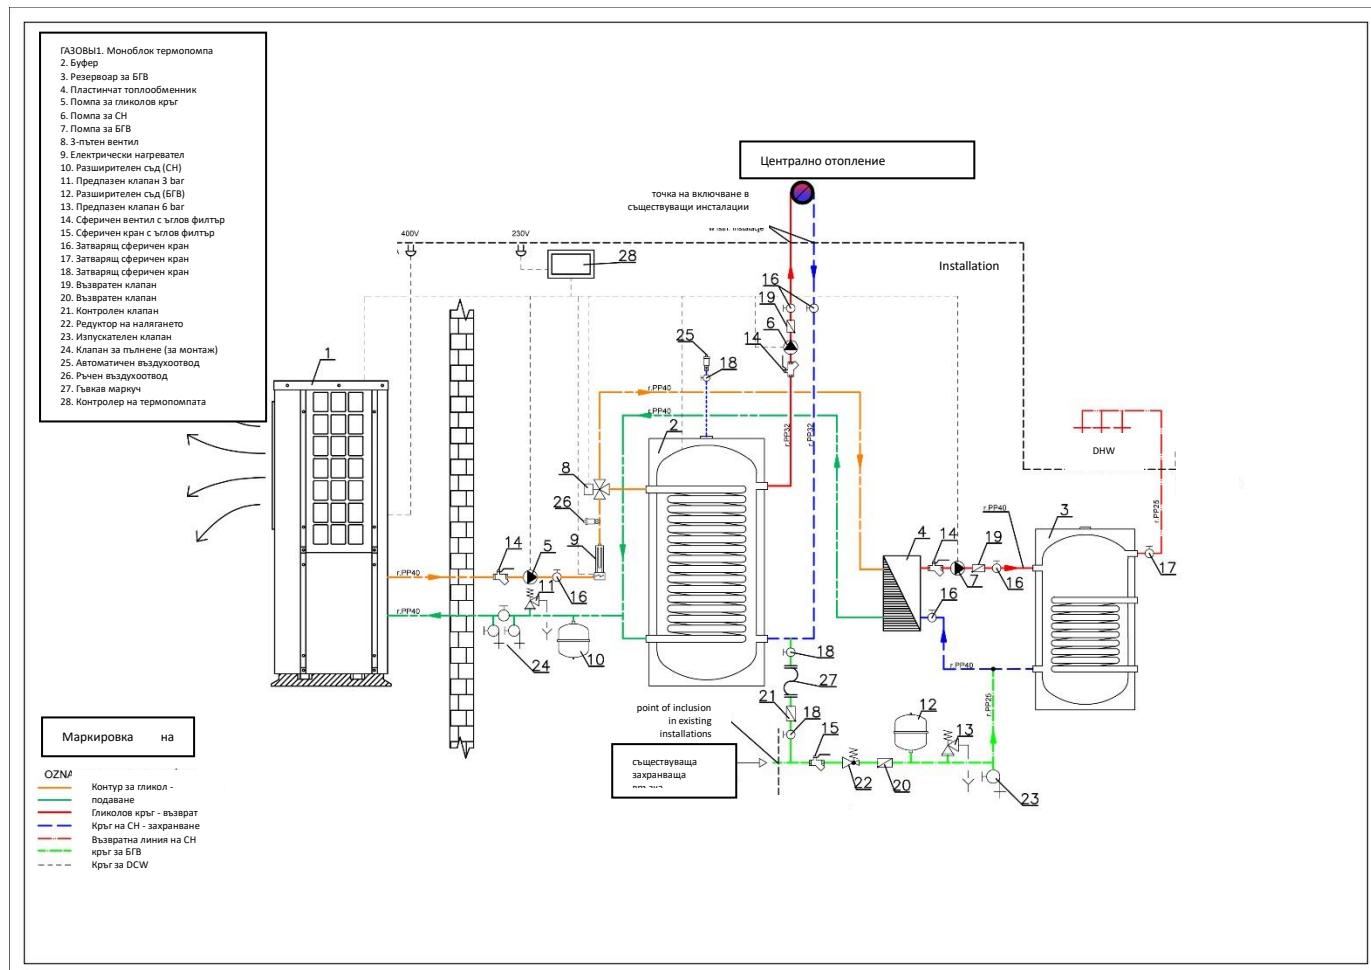 ГАЗОВЫ1. Моноблок термопомпа
2. Буфер
3. Резервоар за БГВ
4. Пластинчат топлообменник
5. Помпа за гликолов кръг
6. Помпа за СН
7. Помпа за БГВ
8. 3-пътен вентил
9. Електрически нагревател
10. Разширителен съд (СН)
11. Предпазен клапан 3 bar
12. Разширителен съд (БГВ)
13. Предпазен клапан 6 bar
14. Сферичен вентил с ъглов филтър
15. Сферичен кран с ъглов филтър
16. Затварящ сферичен кран
17. Затварящ сферичен кран
18. Затварящ сферичен кран
19. Възвратен клапан
20. Възвратен клапан
21. Контролен клапан
22. Редуктор на налягането
23. Изпускателен клапан
24. Клапан за пълнене (за монтаж)
25. Автоматичен въздухоотвод
26. Ръчен въздухоотвод
27. Гъвкав маркуч
28. Контролер на термопомпата
Централно отопление
точка на включване в
съществуващи инсталации
400V
230V
28
Installation
16
19
6
14
25
18
1
r.PP40
r.PP40
2
r.PP32
r.PP32
DHW
8
26
9
14
5
r.PP40
11
16
r.PP40
24
10
4
14
19
7
16
r.PP40
3
r.PP25
17
16
r.PP40
r.PP25
18
27
21
18
15
12
13
22
20
23
point of inclusion
in existing
installations
съществуваща
захранваща
Маркировка на
OZNA
Контур за гликол -
подаване
Гликолов кръг - възврат
Кръг на СН - захранване
Възвратна линия на СН
кръг за БГВ
Кръг за DCW